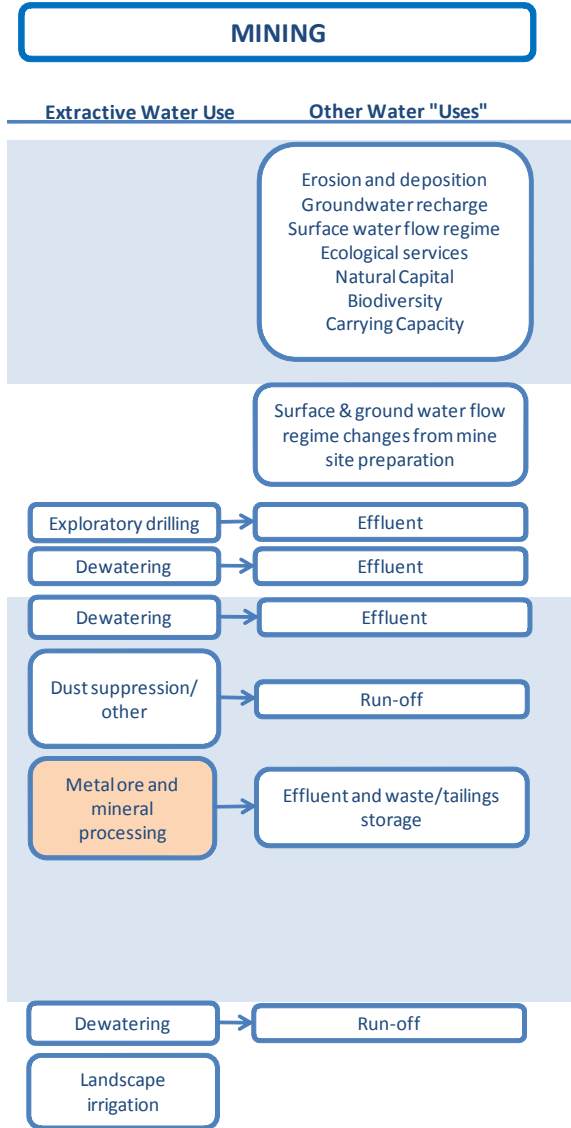 MINING
Extractive Water Use
Other Water "Uses"
Erosion and deposition
Groundwater recharge
Surface water flow regime
Ecological services
Natural Capital
Biodiversity
Carrying Capacity
Surface & ground water flow
regime changes from mine
site preparation
Exploratory drilling
Effluent
Dewatering
Effluent
Dewatering
Effluent
Dust suppression/
other
Run-off
Metal ore and
mineral
processing
Effluent and waste/tailings
storage
Dewatering
Run-off
Landscape
irrigation